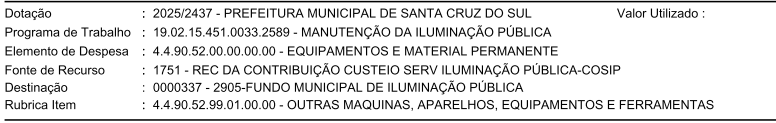 Dotação : 2025/2437 - PREFEITURA MUNICIPAL DE SANTA CRUZ DO SUL Valor Utilizado :
Programa de Trabalho : 19.02.15.451.0033.2589 - MANUTENÇÃO DA ILUMINAÇÃO PÚBLICA
Elemento de Despesa : 4.4.90.52.00.00.00.00 - EQUIPAMENTOS E MATERIAL PERMANENTE
Fonte de Recurso : 1751 - REC DA CONTRIBUIÇÃO CUSTEIO SERV ILUMINAÇÃO PÚBLICA-COSIP
Destinação : 0000337 - 2905-FUNDO MUNICIPAL DE ILUMINAÇÃO PÚBLICA
Rubrica Item : 4.4.90.52.99.01.00.00 - OUTRAS MAQUINAS, APARELHOS, EQUIPAMENTOS E FERRAMENTAS